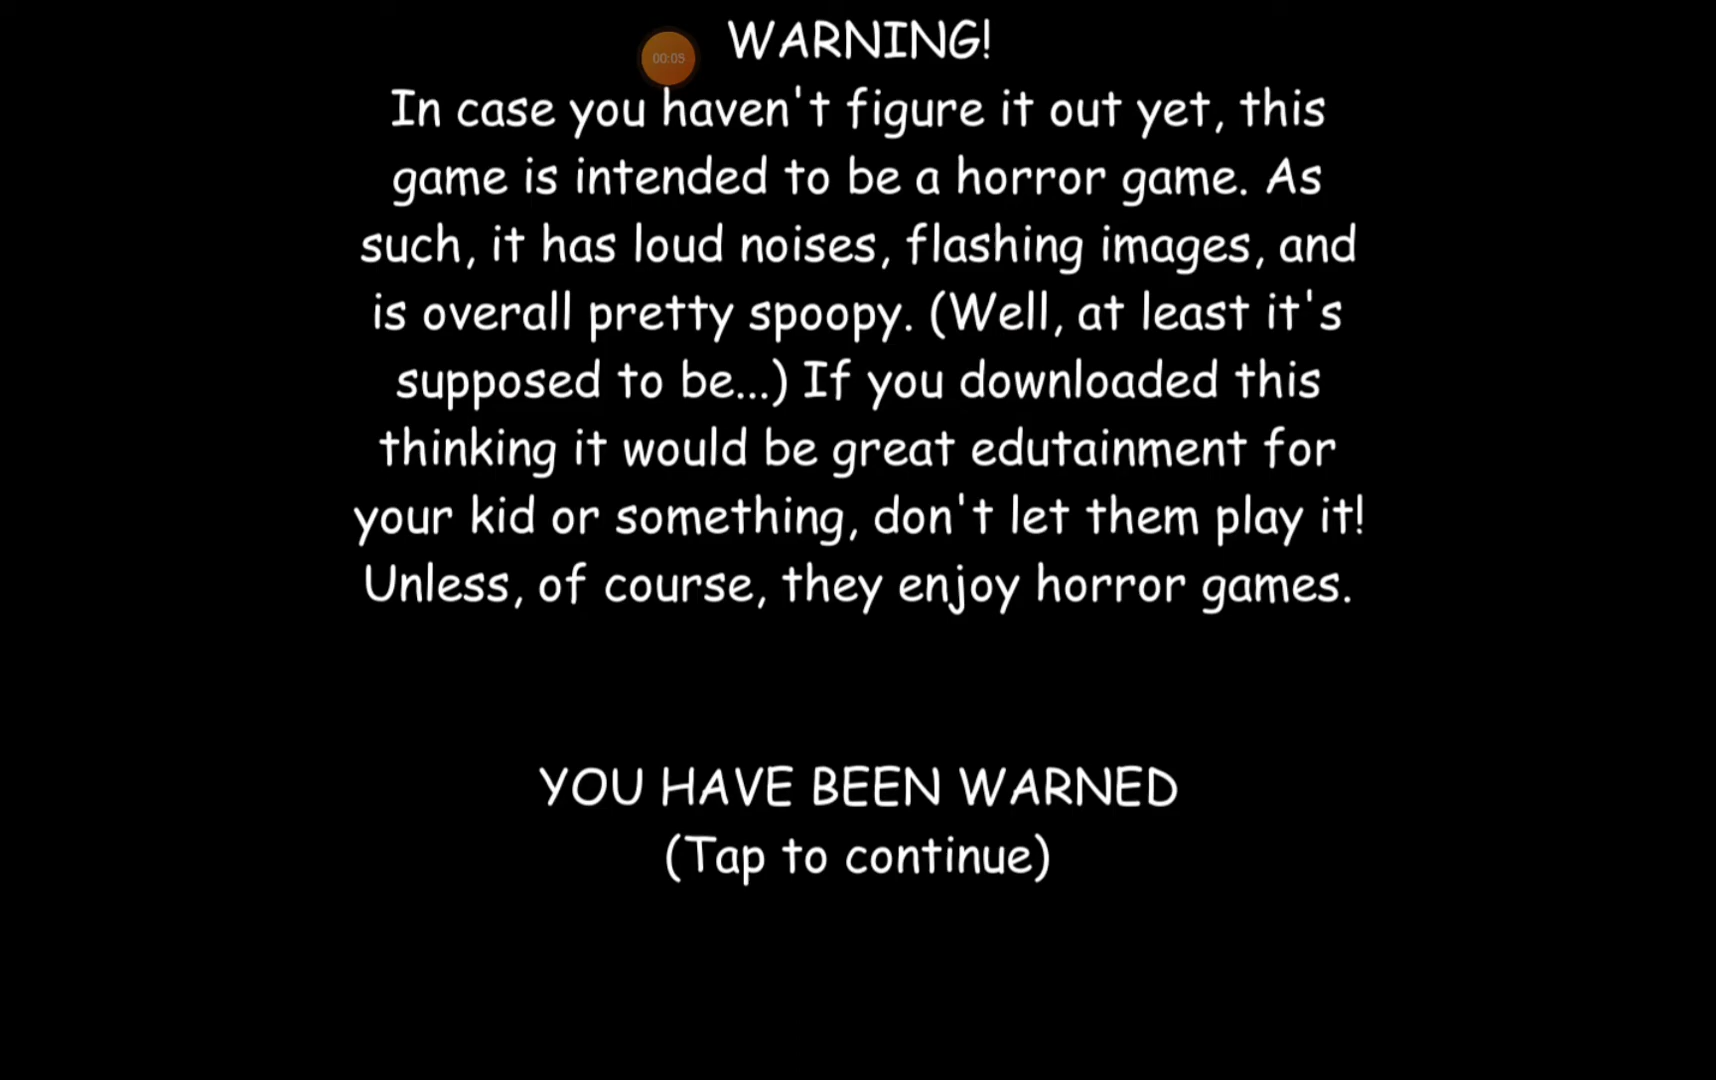 WARNING!
00:05
In case you haven't figure it out yet, this
game is intended to be a horror game. As
such, it has loud noises, flashing images, and
is overall pretty spoopy. (Well, at least it's
supposed to be...) If you downloaded this
thinking it would be great edutainment for
your kid or something, don't let them play it!
Unless, of course, they enjoy horror games.
YOU HAVE BEEN WARNED
(Tap to continue)